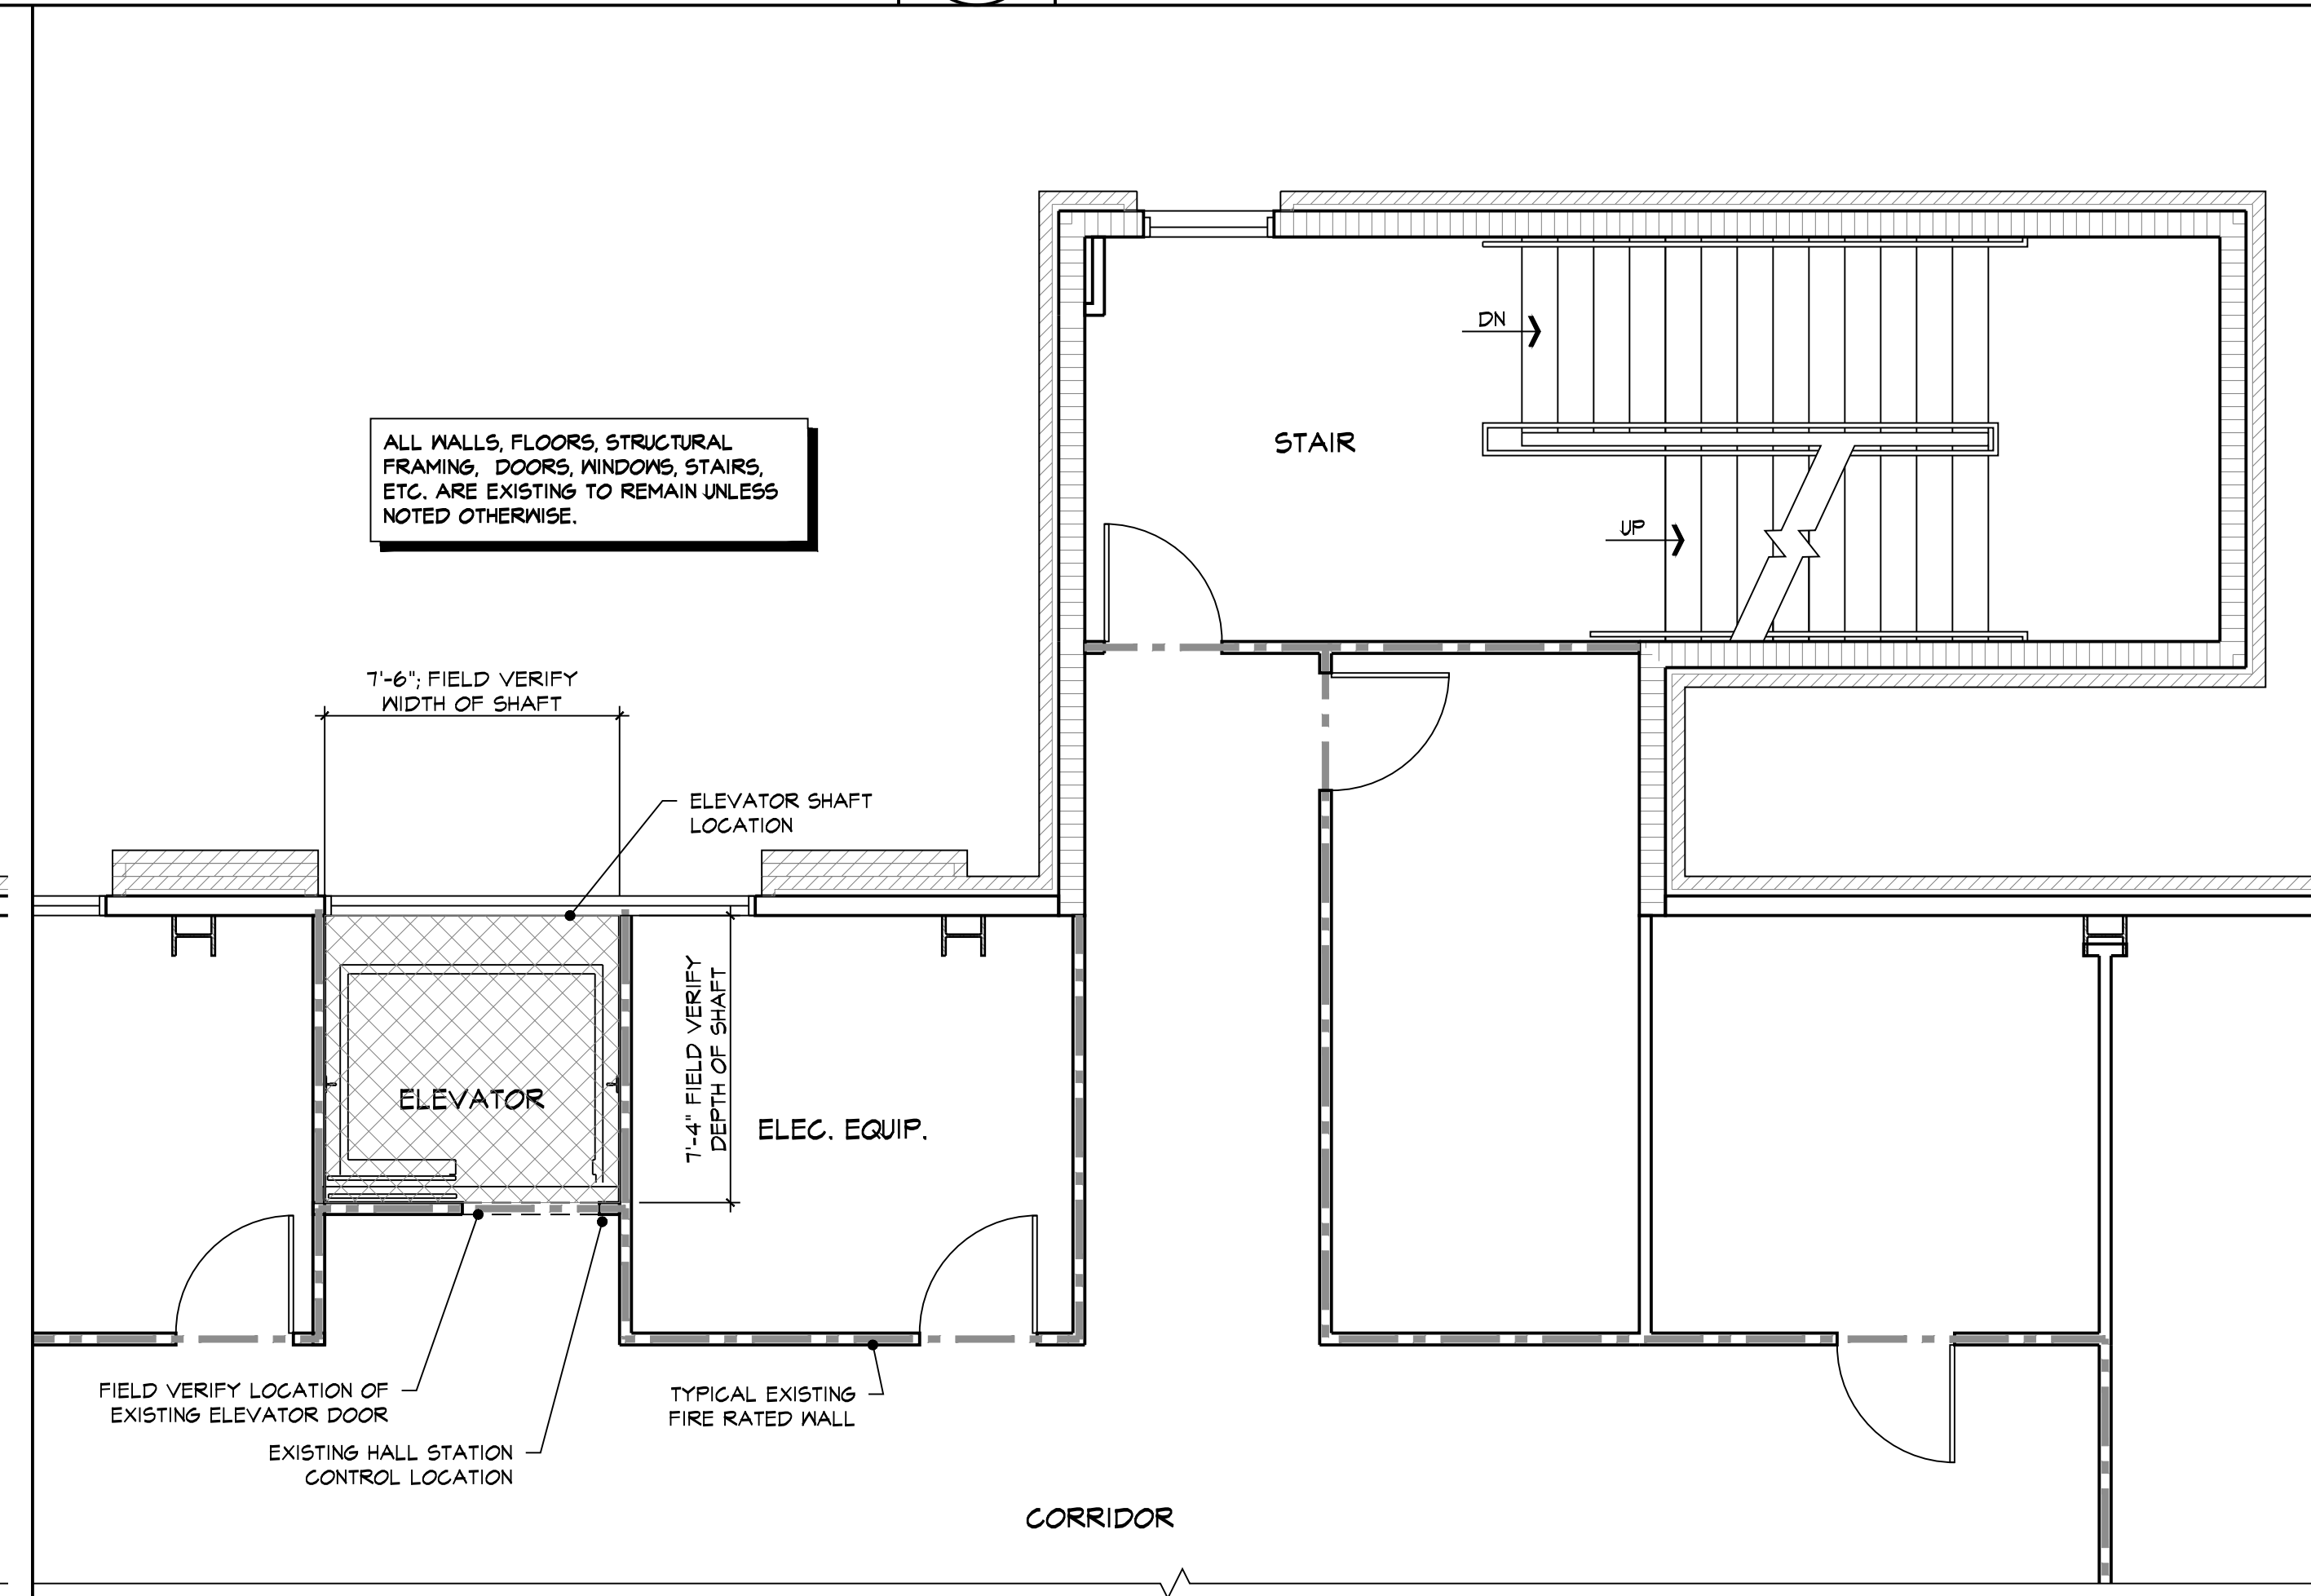 DN
ALL WALLS, FLOORS, STRUCTURAL
FRAMING, DOORS, WINDOWS, STAIRS,
ETC. ARE EXISTING TO REMAIN UNLESS
NOTED OTHERWISE.
STAIR
UP
7'-6"; FIELD VERIFY
WIDTH OF SHAFT
ELEVATOR SHAFT
LOCATION
7'-4" FIELD VERIFY
DEPTH OF SHAFT
ELEVATOR
ELEC. EQUIP.
FIELD VERIFY LOCATION OF
EXISTING ELEVATOR DOOR
TYPICAL EXISTING
FIRE RATED WALL
EXISTING HALL STATION
CONTROL LOCATION
CORRIDOR